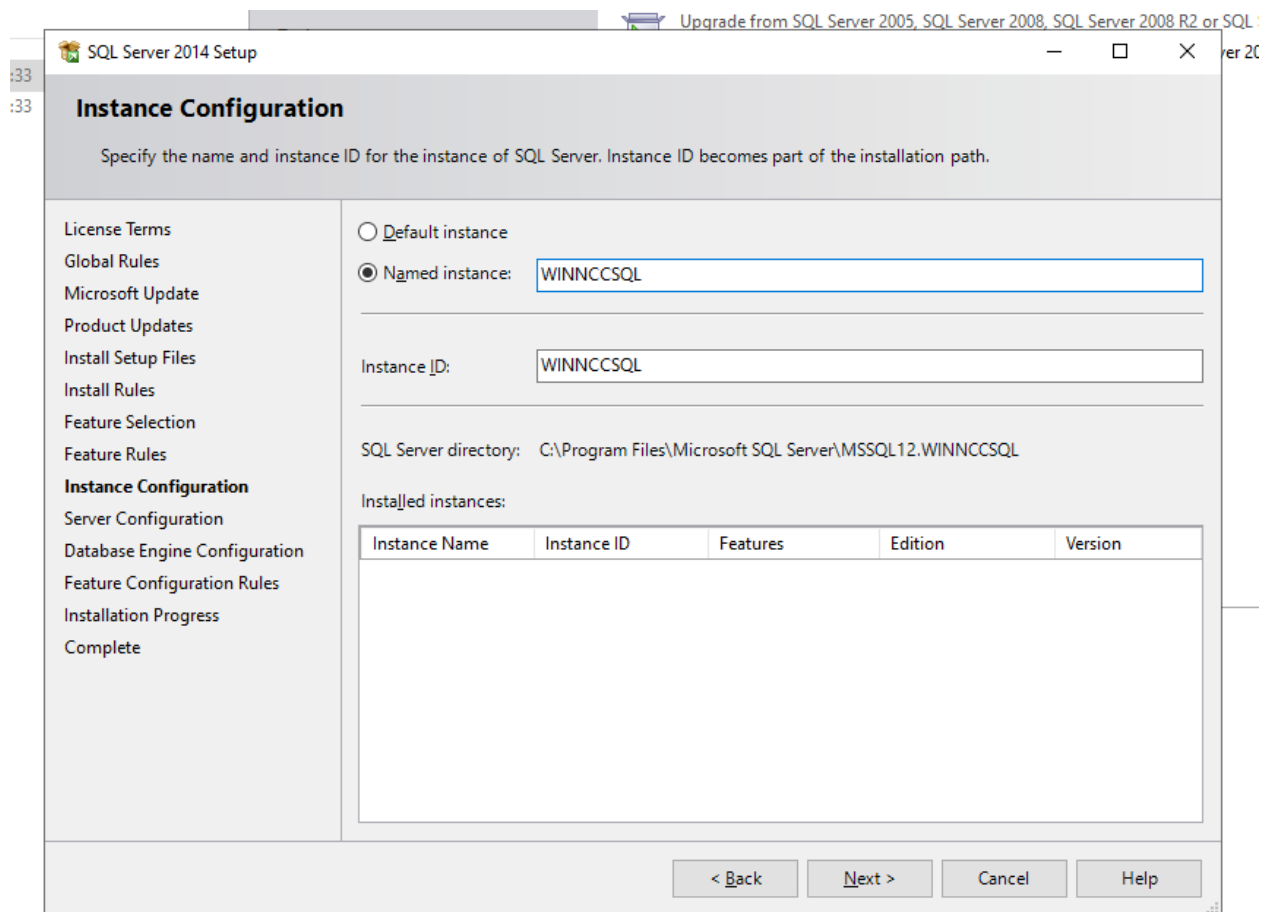 Upgrade from SQL Server 2005, SQL Server 2008, SQL Server 2008 R2 or SQL
SQL Server 2014 Setup
:33
:33
Instance Configuration
Specify the name and instance ID for the instance of SQL Server. Instance ID becomes part of the installation path.
License Terms
Global Rules
Microsoft Update
Product Updates
Install Setup Files
Install Rules
Feature Selection
Feature Rules
Instance Configuration
Server Configuration
Database Engine Configuration
Feature Configuration Rules
Installation Progress
Complete
Default instance
Named instance: WINNCCSQL
Instance ID: WINNCCSQL
SQL Server directory: C:\Program Files\Microsoft SQL Server\MSSQL12.WINNCCSQL
Installed instances:
Instance Name Instance ID Features Edition Version
< Back Next > Cancel Help